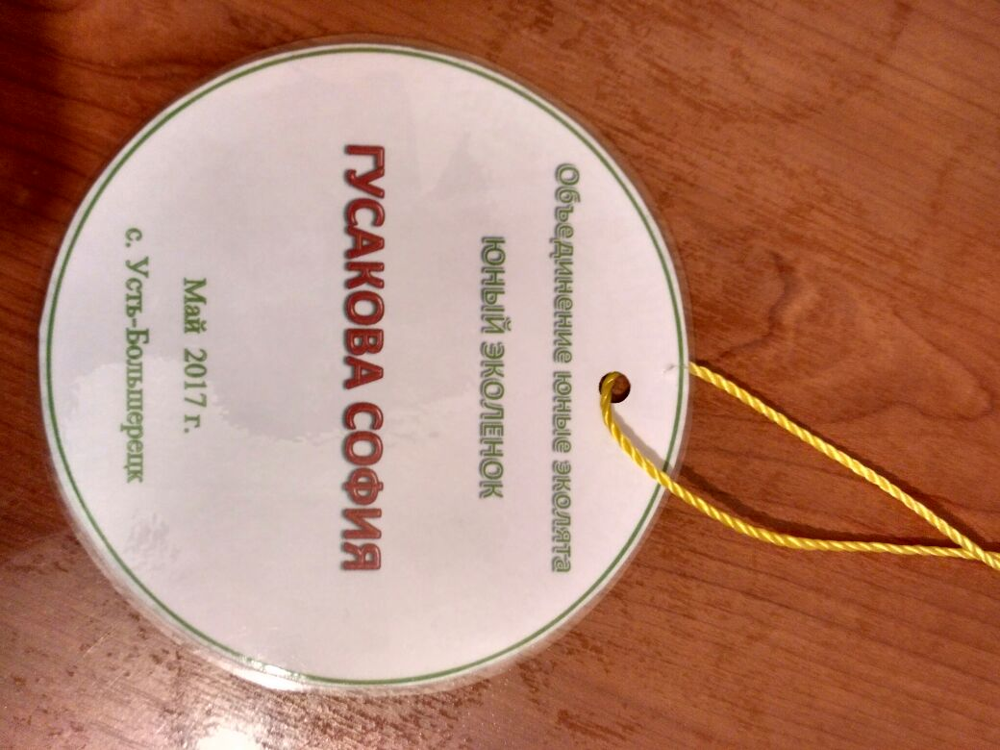 Объединение юные эколята
ЮНЫЙ ЭКОЛЕНОК
ГУСАКОВА СОФИЯ
Май 2017 г.
с. Усть-Большерецк